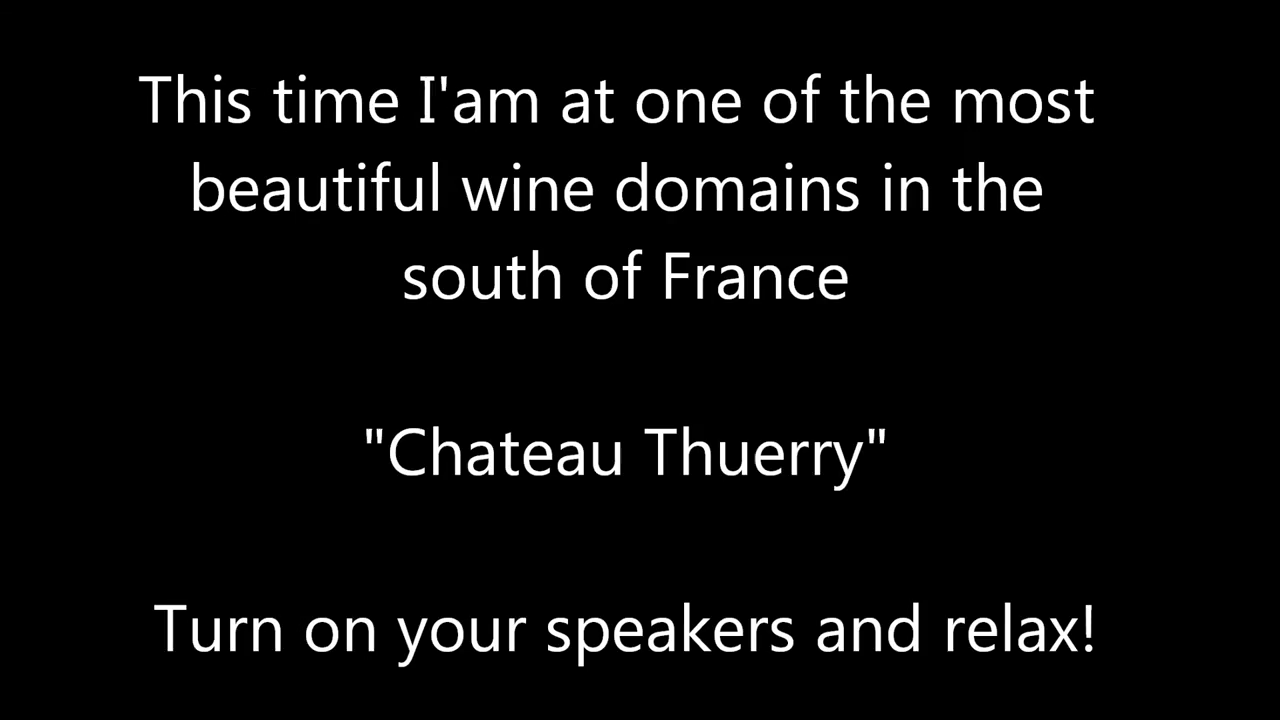 This time I'am at one of the most
beautiful wine domains in the
south of France
"Chateau Thuerry"
Turn on your speakers and relax!